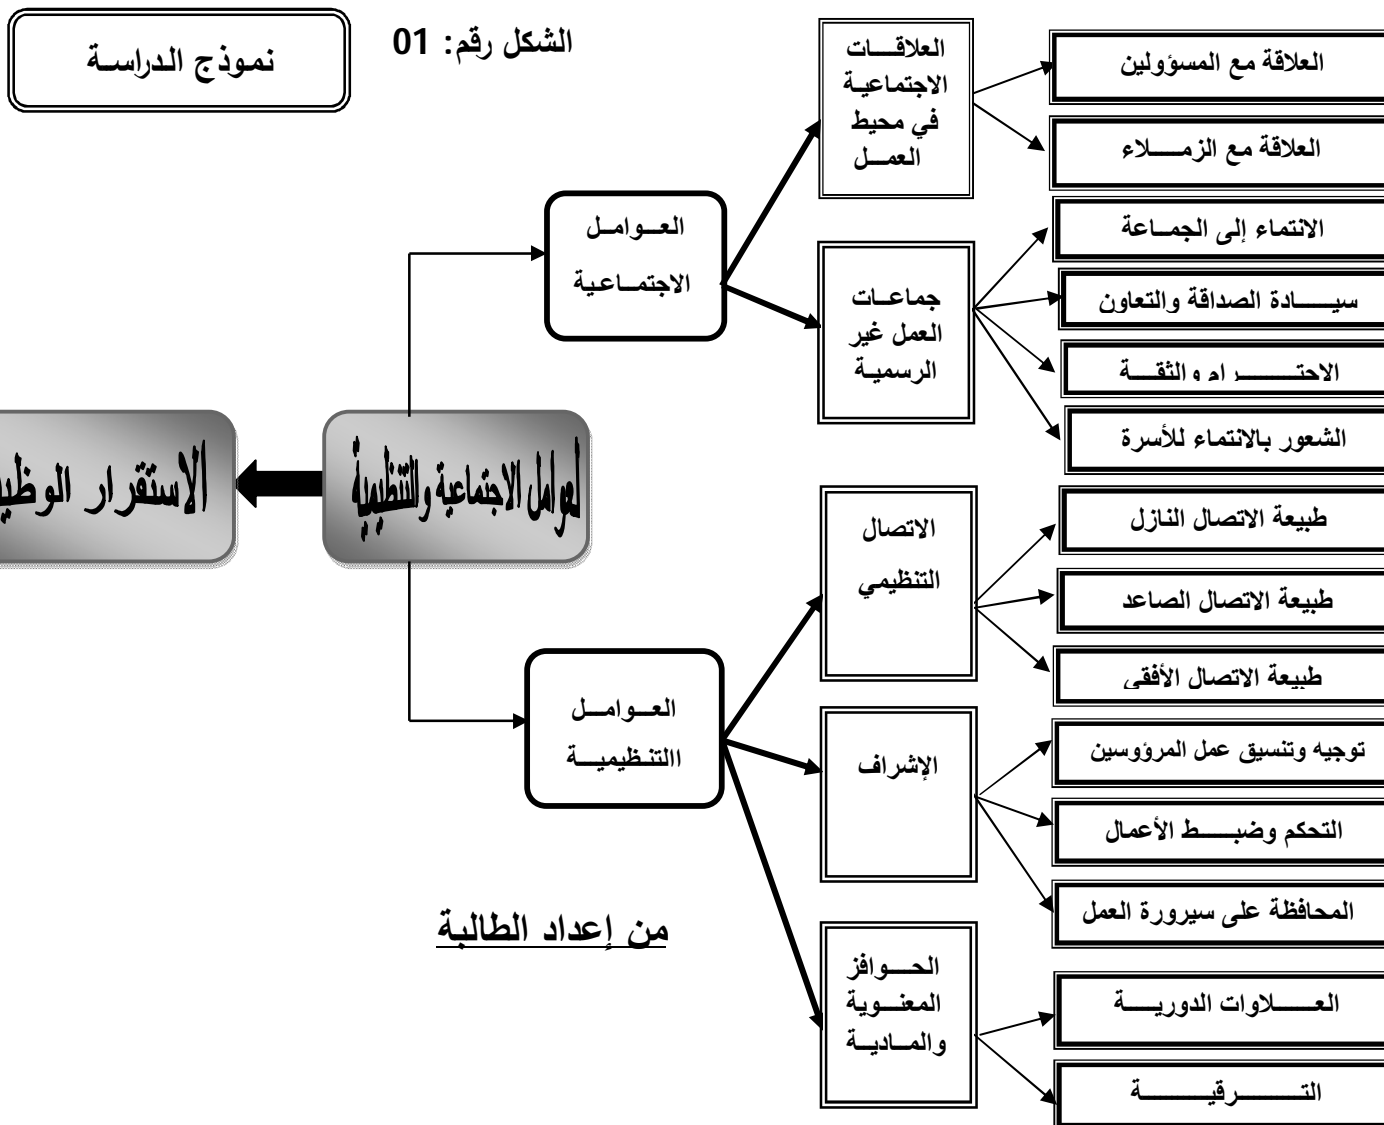 الشكل رقم: 01
نموذج الدراسة
العلاقات
الاجتماعية
في محيط
العمل
العلاقة مع المسؤولين
العلاقة مع الزملاء
العوامل
الاجتماعية
جماعات
العمل غير
الرسمية
الانتماء إلى الجماعة
سيادة الصداقة والتعاون
الاحترام و الثقة
الشعور بالانتماء للأسرة
لعوامل الاجتماعية والتنظيمية
الاستقرار
الاتصال
التنظيمي
طبيعة الاتصال النازل
طبيعة الاتصال الصاعد
طبيعة الاتصال الأفقي
العوامل
االتنظيمية
الإشراف
توجيه وتنسيق عمل المرؤوسين
التحكم وضبط الأعمال
المحافظة على سيرورة العمل
الحوافز
المعنوية
والمادية
العلاوات الدورية
الترقية
من إعداد الطالبة